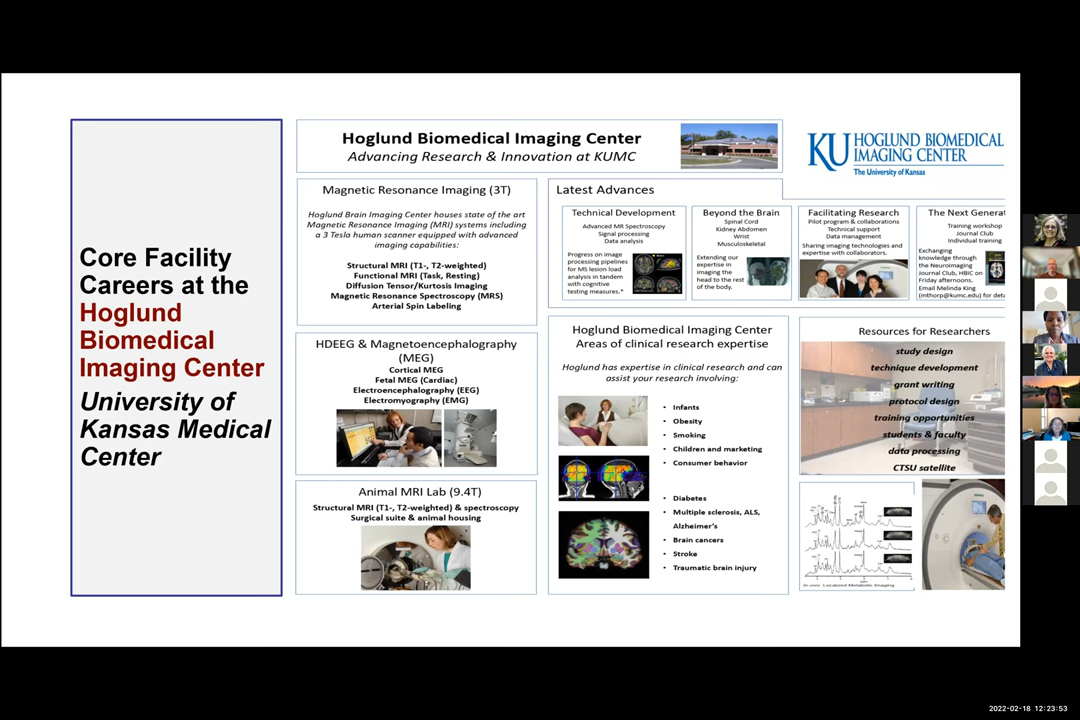 Core Facility
Careers at the
Hoglund
Biomedical
Imaging Center
University of
Kansas Medical
Center
Hoglund Biomedical Imaging Center
Advancing Research & Innovation at KUMC
KU HOGLUND BIOMEDICAL
IMAGING CENTER
The University of Kansas
Magnetic Resonance Imaging (3T)
Hoglund Brain Imaging Center houses state of the art
Magnetic Resonance Imaging (MRI) systems including
a 3 Tesla human scanner equipped with advanced
imaging capabilities:
Structural MRI (T1-, T2-weighted)
Functional MRI (Task, Resting)
Diffusion Tensor/Kurtosis Imaging
Magnetic Resonance Spectroscopy (MRS)
Arterial Spin Labeling
HDEEG & Magnetoencephalography
(MEG)
Cortical MEG
Fetal MEG (Cardiac)
Electroencephalography (EEG)
Electromyography (EMG)
Animal MRI Lab (9.4T)
Structural MRI (T1-, T2-weighted) & spectroscopy
Surgical suite & animal housing
Latest Advances
Technical Development
Advanced MR Spectroscopy
Signal processing
Data analysis
Progress on image
processing pipelines
for MS lesion load
analysis in tandem
with cognitive
testing measures.*
Beyond the Brain
Spinal Cord
Kidney Abdomen
Wrist
Musculoskeletal
Extending our
expertise in
imaging the
head to the rest
of the body.
Facilitating Research
Pilot program & collaborations
Technical support
Data management
Sharing imaging technologies and
expertise with collaborators.
The Next Generat
Training workshop
Journal Club
Individual training
Exchanging
knowledge through
the Neuroimaging
Journal Club, HBIC on
Friday afternoons.
Email Melinda King
(mthorp@kumc.edu) for deta
Hoglund Biomedical Imaging Center
Areas of clinical research expertise
Hoglund has expertise in clinical research and can
assist your research involving:
• Infants
• Obesity
• Smoking
• Children and marketing
• Consumer behavior
• Diabetes
• Multiple sclerosis, ALS,
Alzheimer's
• Brain cancers
• Stroke
• Traumatic brain injury
Resources for Researchers
study design
technique development
grant writing
protocol design
training opportunities
students & faculty
data processing
CTSU satellite
In vivo Localized Metabolic Imaging
2022-02-18 12:23:53